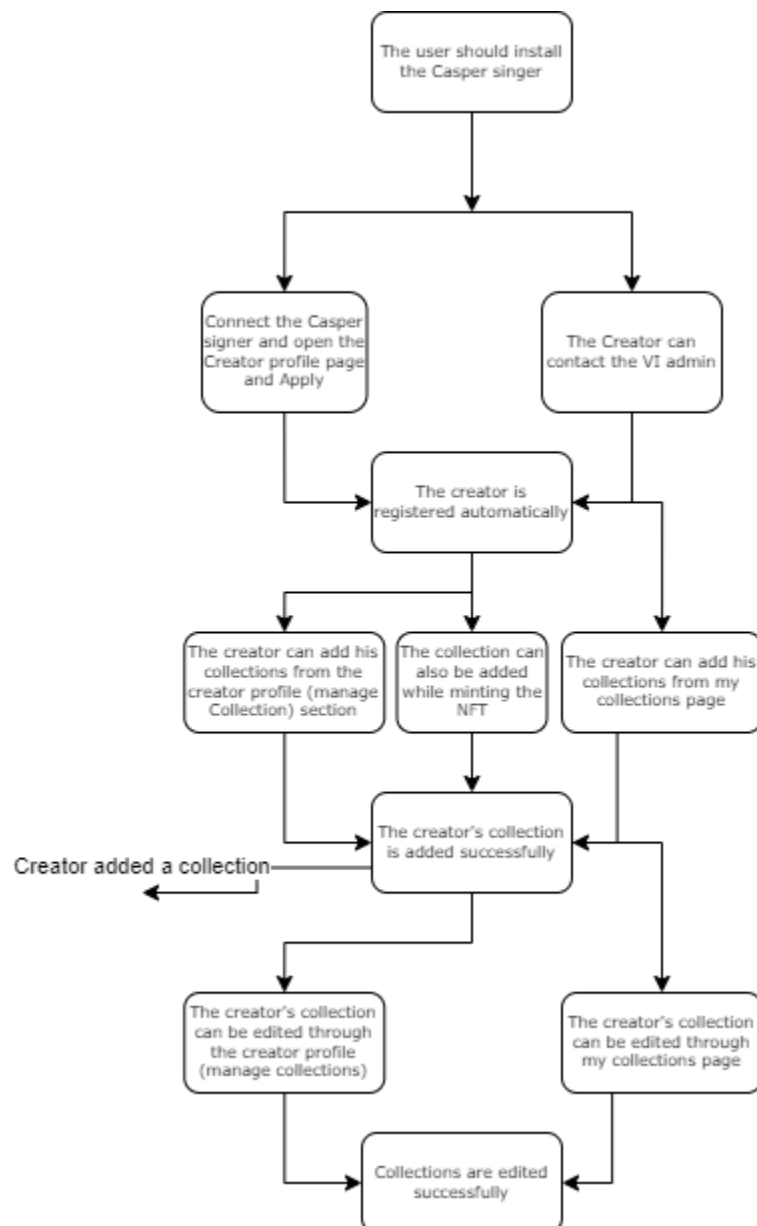 The user should install
the Casper singer
Connect the Casper
signer and open the
Creator profile page
and Apply
The Creator can
contact the VI admin
The creator is
registered automatically
The creator can add his
collections from the
creator profile (manage
Collection) section
The collection can
also be added
while minting the
NFT
The creator can add his
collections from my
collections page
The creator's collection
is added successfully
Creator added a collection
The creator's collection
can be edited through
the creator profile
(manage collections)
The creator's collection
can be edited through
my collections page
Collections are edited
successfully